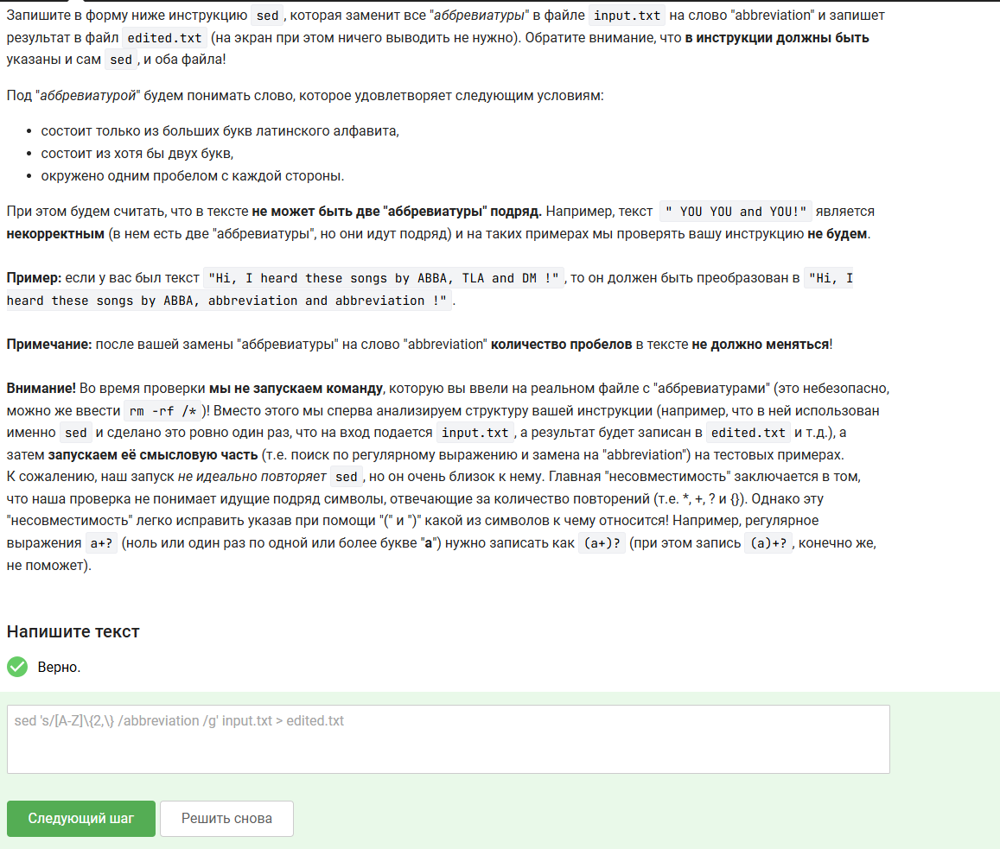 Запишите в форму ниже инструкцию sed, которая заменит все "аббревиатуры" в файле input.txt на слово "abbreviation" и запишет
результат в файл edited.txt (на экран при этом ничего выводить не нужно). Обратите внимание, что в инструкции должны быть
указаны и сам sed, и оба файла!
Под "аббревиатурой" будем понимать слово, которое удовлетворяет следующим условиям:
• состоит только из больших букв латинского алфавита,
• состоит из хотя бы двух букв,
• окружено одним пробелом с каждой стороны.
При этом будем считать, что в тексте не может быть две "аббревиатуры" подряд. Например, текст " YOU YOU and YOU!" является
некорректным (в нем есть две "аббревиатуры", но они идут подряд) и на таких примерах мы проверять вашу инструкцию не будем.
Пример: если у вас был текст "Hi, I heard these songs by ABBA, TLA and DM !", то он должен быть преобразован в "Hi, I
heard these songs by ABBA, abbreviation and abbreviation !".
Примечание: после вашей замены "аббревиатуры" на слово "abbreviation" количество пробелов в тексте не должно меняться!
Внимание! Во время проверки мы не запускаем команду, которую вы ввели на реальном файле с "аббревиатурами" (это небезопасно,
можно же ввести rm -rf /*)! Вместо этого мы сперва анализируем структуру вашей инструкции (например, что в ней использован
именно sed и сделано это ровно один раз, что на вход подается input.txt, а результат будет записан в edited.txt и т.д.), а
затем запускаем её смысловую часть (т.е. поиск по регулярному выражению и замена на "abbreviation") на тестовых примерах.
К сожалению, наш запуск не идеально повторяет sed, но он очень близок к нему. Главная "несовместимость" заключается в том,
что наша проверка не понимает идущие подряд символы, отвечающие за количество повторений (т.е. *, +, ? и {}). Однако эту
"несовместимость" легко исправить указав при помощи "(" и ")" какой из символов к чему относится! Например, регулярное
выражения a+? (ноль или один раз по одной или более букве "a") нужно записать как (a+)? (при этом запись (a)+?, конечно же,
не поможет).
Напишите текст
Верно.
sed 's/[A-Z]\{2,\} /abbreviation /g' input.txt > edited.txt
Следующий шаг
Решить снова